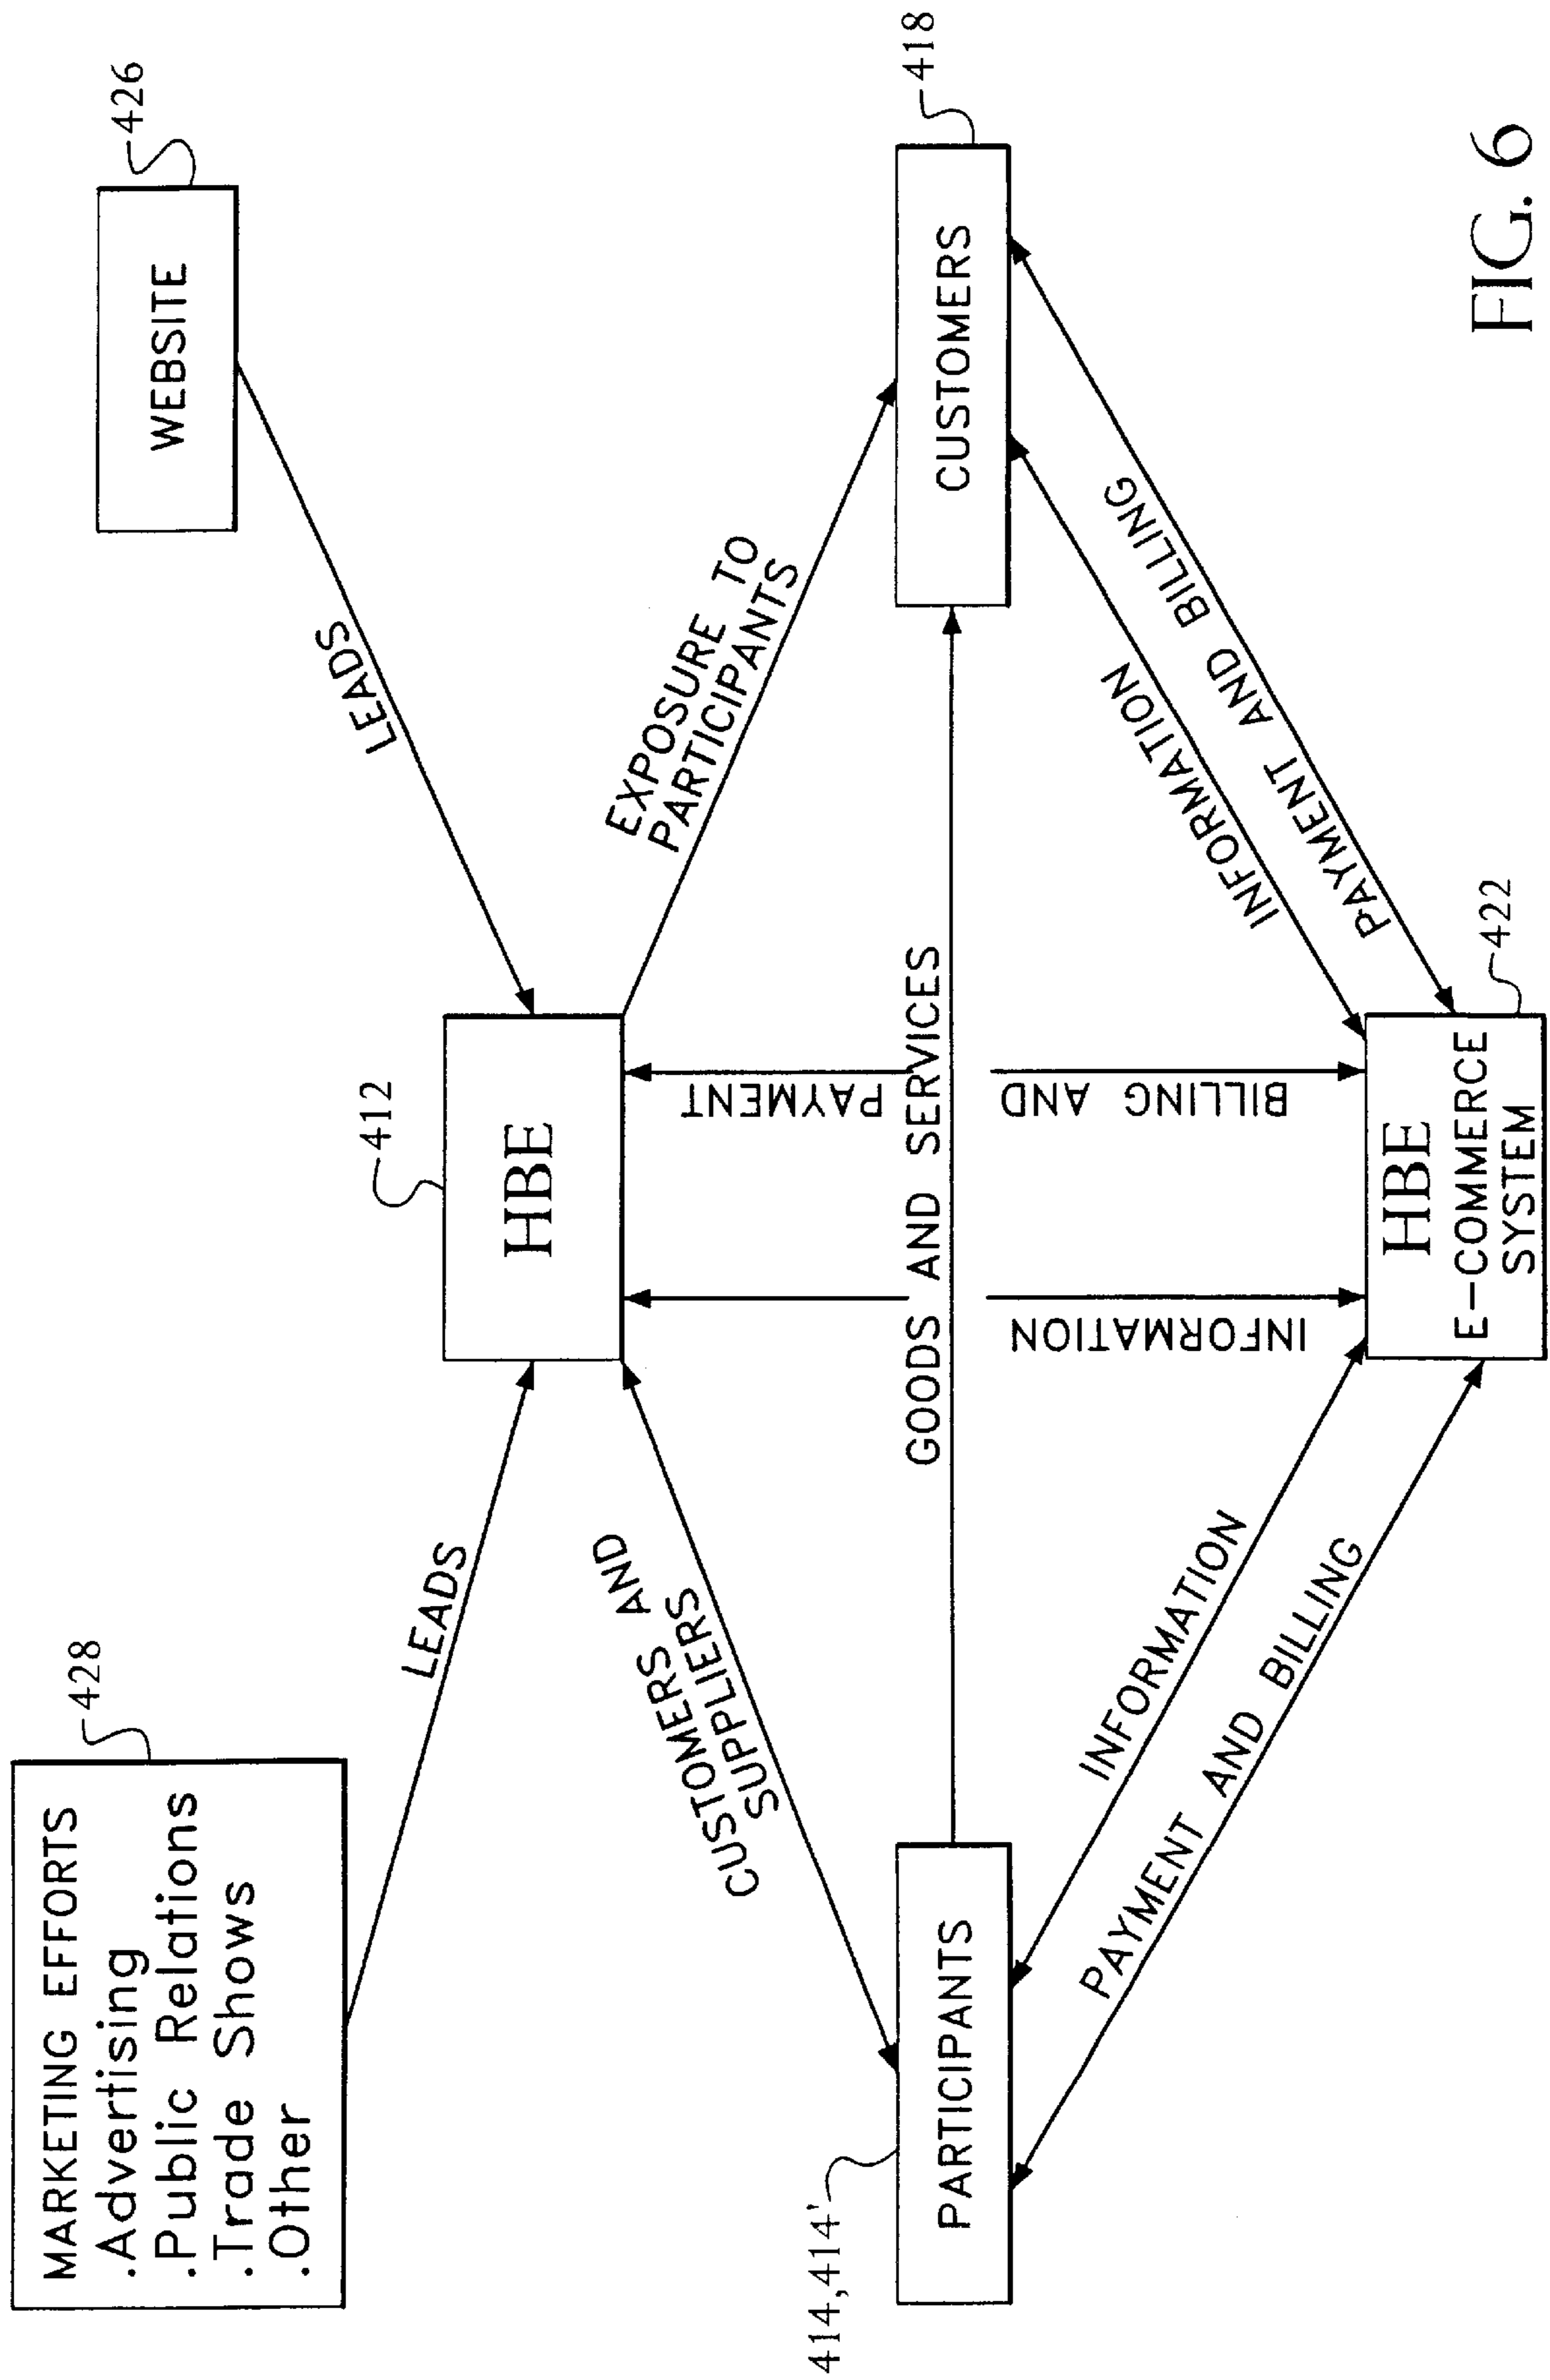 428
MARKETING EFFORTS
.Advertising
.Public Relations
.Trade Shows
.Other
426
WEBSITE
LEADS
LEADS
412
HBE
CUSTOMERS AND
SUPPLIERS
EXPOSURE TO
PARTICIPANTS
414,414'
PARTICIPANTS
GOODS AND SERVICES
418
CUSTOMERS
INFORMATION
BILLING AND PAYMENT
INFORMATION
PAYMENT AND BILLING
INFORMATION
PAYMENT AND BILLING
HBE
E-COMMERCE
SYSTEM
422
FIG. 6